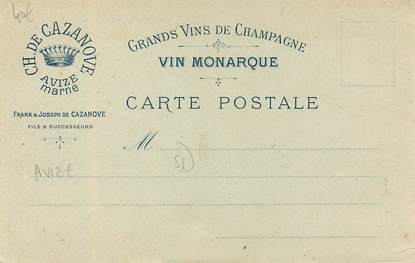 40€
CH. DE CAZANOVE
AVIZE
marne
FRANK & JOSEPH DE CAZANOVE
FILS & SUCCESSEURS
GRANDS VINS DE CHAMPAGNE
VIN MONARQUE
CARTE POSTALE
M
51
AVIZE